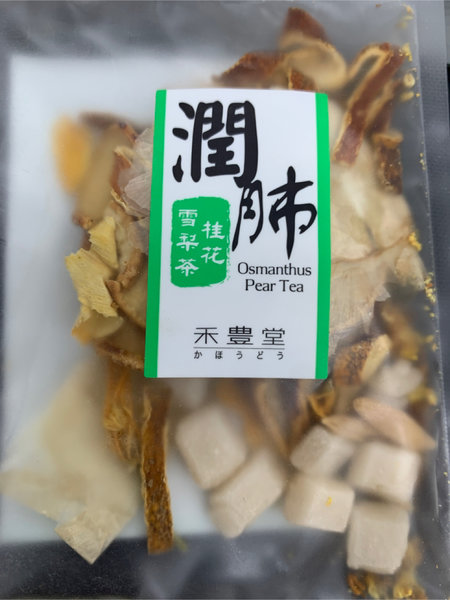 潤肺
桂花
雪梨茶
Osmanthus
Pear Tea
禾豊堂
かほうどう